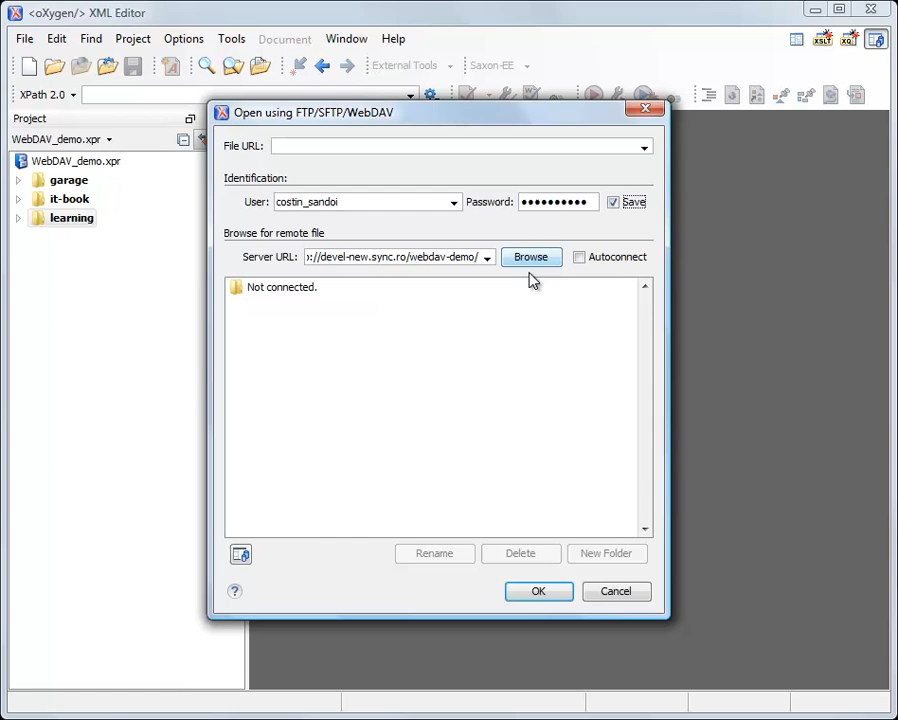 <oXygen/> XML Editor
File Edit Find Project Options Tools Document Window Help
External Tools Saxon-EE
XPath 2.0
Project
WebDAV_demo.xpr
WebDAV_demo.xpr
garage
it-book
learning
Open using FTP/SFTP/WebDAV
File URL:
Identification:
User: costin_sandoi Password: •••••••••• Save
Browse for remote file
Server URL: ://devel-new.sync.ro/webdav-demo/ Browse Autoconnect
Not connected.
Rename Delete New Folder
? OK Cancel